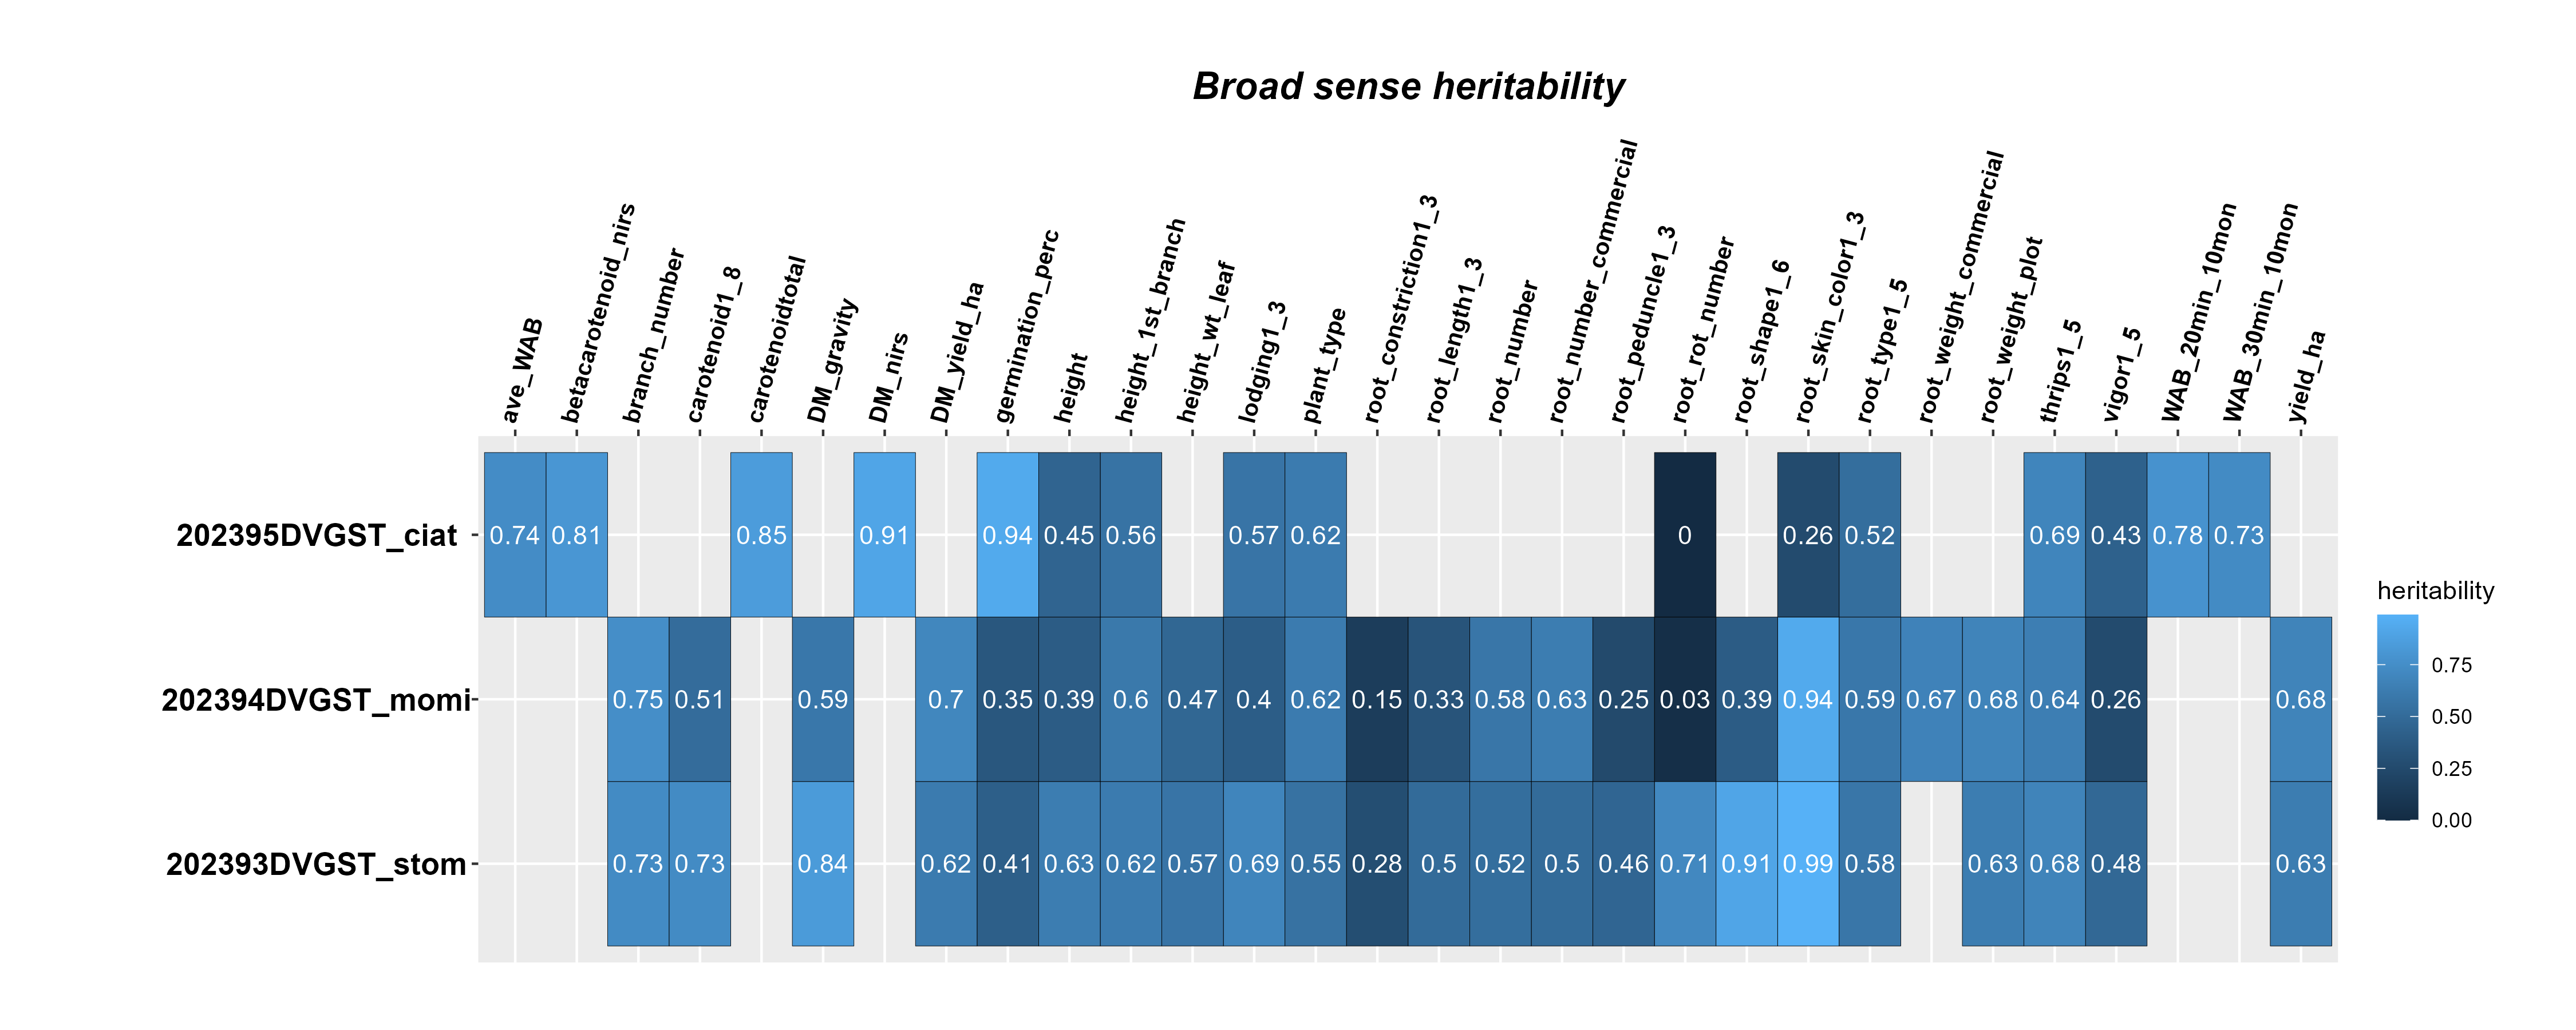 Broad sense heritability
ave_WAB
betacarotenoid_nirs
branch_number
carotenoid1_8
carotenoidtotal
DM_gravity
DM_nirs
DM_yield_ha
germination_perc
height
height_1st_branch
height_wt_leaf
lodging1_3
plant_type
root_constriction1_3
root_length1_3
root_number
root_number_commercial
root_peduncle1_3
root_rot_number
root_shape1_6
root_skin_color1_3
root_type1_5
root_weight_commercial
root_weight_plot
thrips1_5
vigor1_5
WAB_20min_10mon
WAB_30min_10mon
yield_ha
202395DVGST_ciat 0.74 0.81 0.85 0.91 0.94 0.45 0.56 0.57 0.62 0 0.26 0.52 0.69 0.43 0.78 0.73
202394DVGST_momi 0.75 0.51 0.59 0.7 0.35 0.39 0.6 0.47 0.4 0.62 0.15 0.33 0.58 0.63 0.25 0.03 0.39 0.94 0.59 0.67 0.68 0.64 0.26 0.68
202393DVGST_stom 0.73 0.73 0.84 0.62 0.41 0.63 0.62 0.57 0.69 0.55 0.28 0.5 0.52 0.5 0.46 0.71 0.91 0.99 0.58 0.63 0.68 0.48 0.63
heritability
0.75
0.50
0.25
0.00